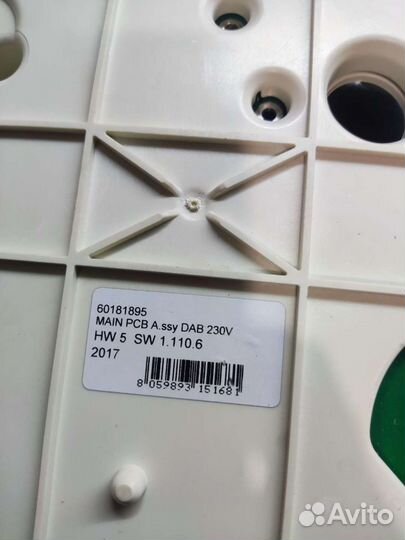 60181895
MAIN PCB A.ssy DAB 230V
HW 5 SW 1.110.6
2017
8 059893 151681
Avito